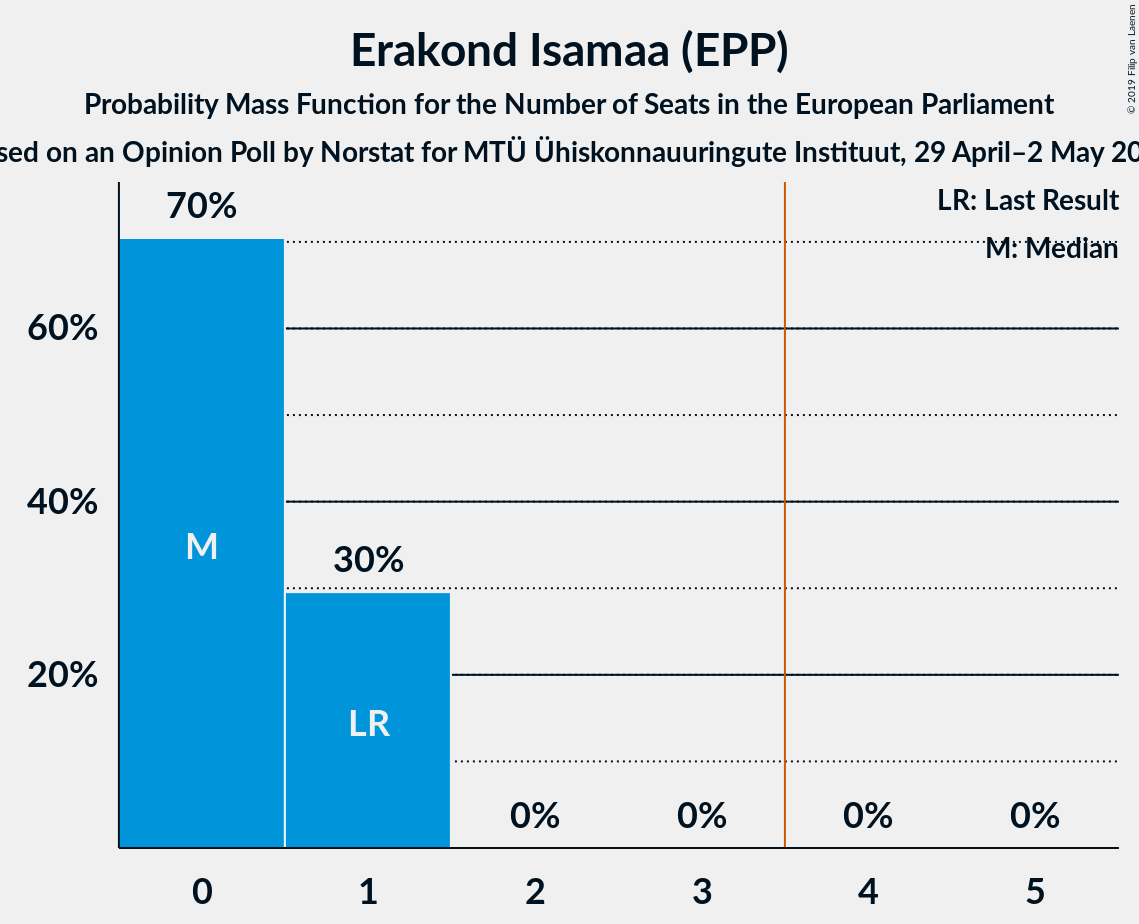 Erakond Isamaa (EPP)
Probability Mass Function for the Number of Seats in the European Parliament
sed on an Opinion Poll by Norstat for MTÜ Ühiskonnauuringute Instituut, 29 April–2 May 20
© 2019 Filip van Laenen
LR: Last Result
M: Median
70%
60%
40%
20%
M
30%
LR
0%
0%
0%
0%
0
1
2
3
4
5